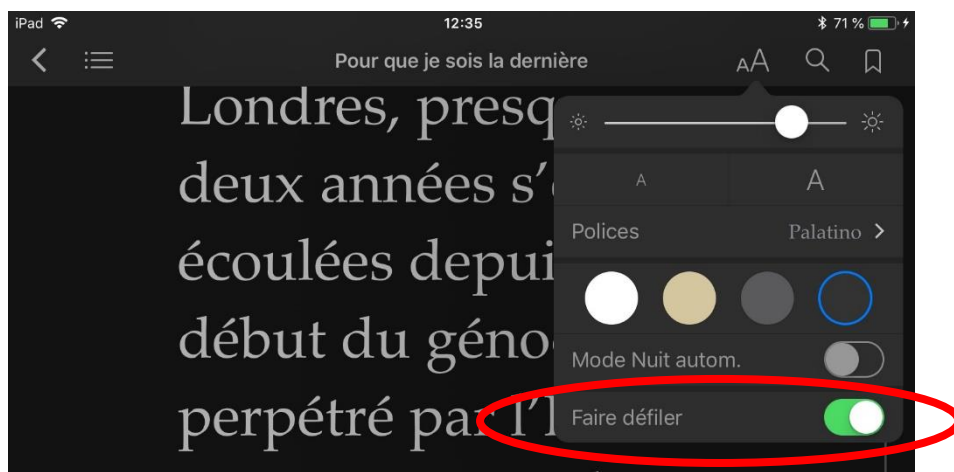 iPad 12:35 71 %
Pour que je sois la dernière AA
Londres, presq
deux années s’
A A
Polices Palatino
écoulées depui
début du géno
Mode Nuit autom.
perpétré par l’
Faire défiler